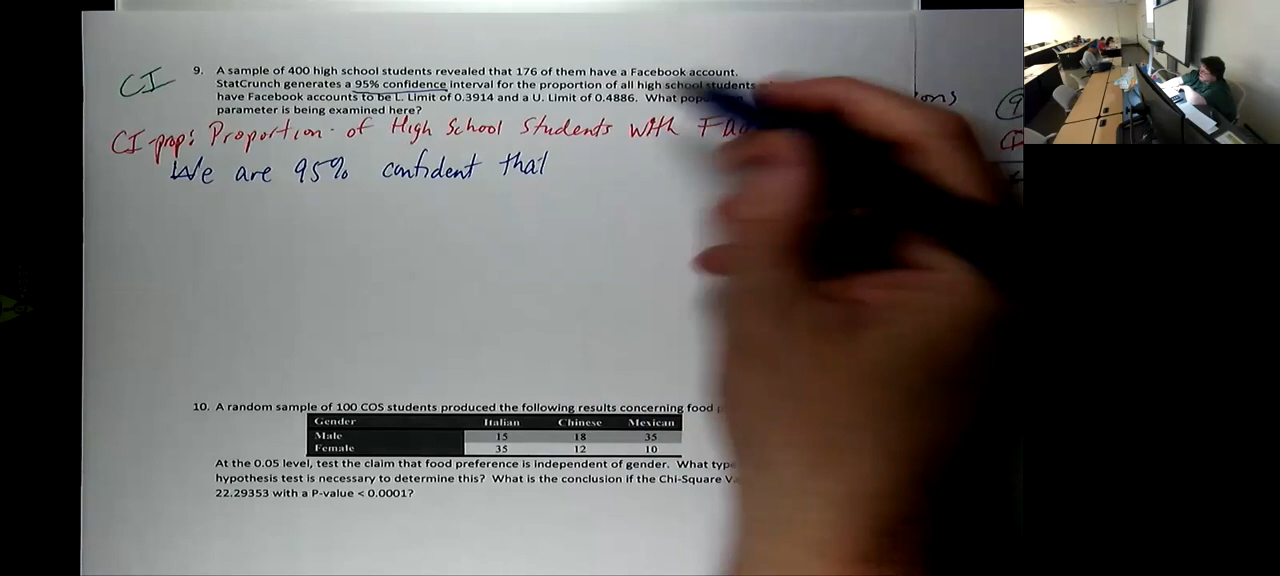 CI
9. A sample of 400 high school students revealed that 176 of them have a Facebook account.
StatCrunch generates a 95% confidence interval for the proportion of all high school students
have Facebook accounts to be L. Limit of 0.3914 and a U. Limit of 0.4886. What
parameter is being examined here?
CI-prop: Proportion of High School Students with
We are 95% confident that
10. A random sample of 100 COS students produced the following results concerning food
Gender Italian Chinese Mexican
Male 15 18 35
Female 35 12 10
At the 0.05 level, test the claim that food preference is independent of gender. What
hypothesis test is necessary to determine this? What is the conclusion if the Chi-Square
22.29353 with a P-value < 0.0001?